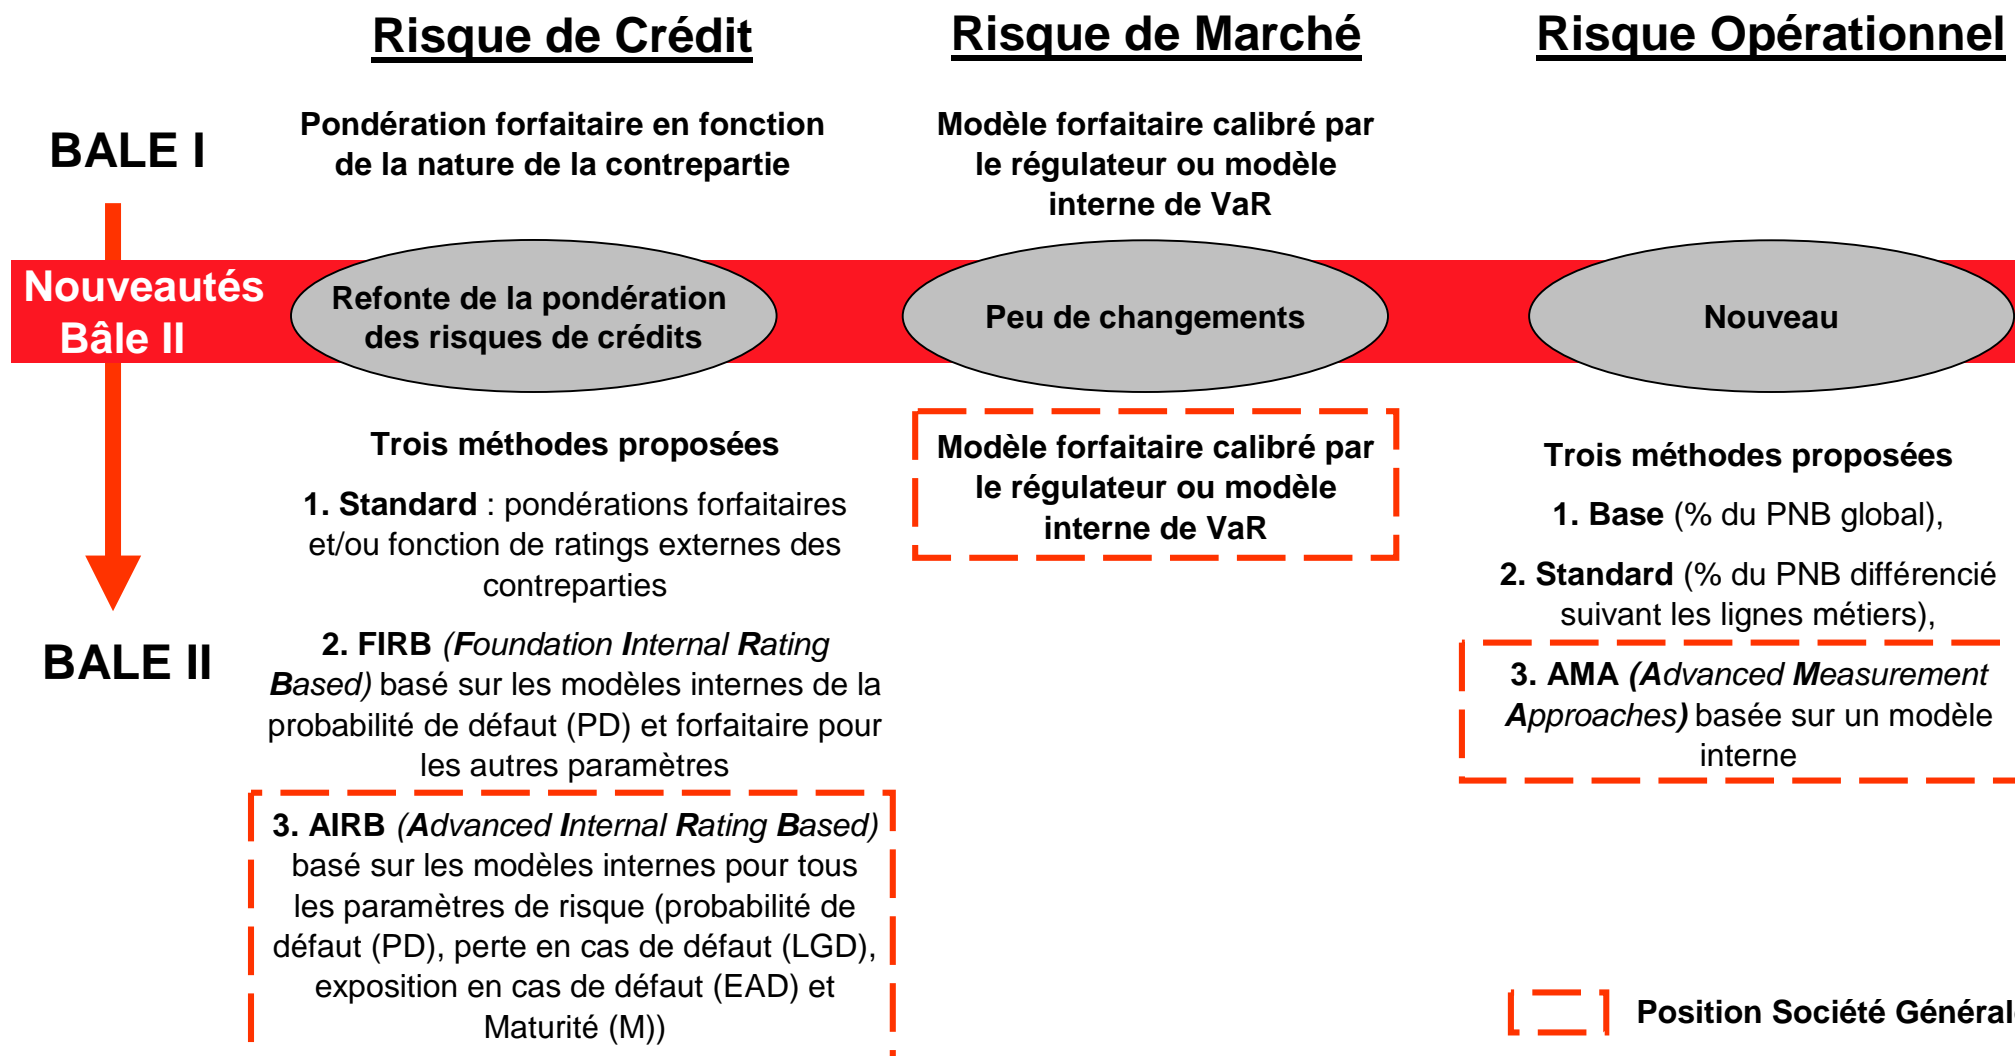 Risque de Crédit
Risque de Marché
Risque Opérationnel
BALE I
Pondération forfaitaire en fonction
de la nature de la contrepartie
Modèle forfaitaire calibré par
le régulateur ou modèle
interne de VaR
Nouveautés
Bâle II
Refonte de la pondération
des risques de crédits
Peu de changements
Nouveau
BALE II
Trois méthodes proposées
1. Standard : pondérations forfaitaires
et/ou fonction de ratings externes des
contreparties
2. FIRB (Foundation Internal Rating
Based) basé sur les modèles internes de la
probabilité de défaut (PD) et forfaitaire pour
les autres paramètres
3. AIRB (Advanced Internal Rating Based)
basé sur les modèles internes pour tous
les paramètres de risque (probabilité de
défaut (PD), perte en cas de défaut (LGD),
exposition en cas de défaut (EAD) et
Maturité (M))
Modèle forfaitaire calibré par
le régulateur ou modèle
interne de VaR
Trois méthodes proposées
1. Base (% du PNB global),
2. Standard (% du PNB différencié
suivant les lignes métiers),
3. AMA (Advanced Measurement
Approaches) basée sur un modèle
interne
Position Société Générale